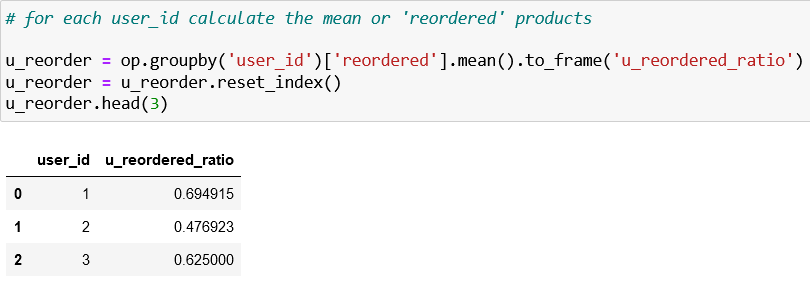 # for each user_id calculate the mean or 'reordered' products
u_reorder = op.groupby('user_id')['reordered'].mean().to_frame('u_reordered_ratio')
u_reorder = u_reorder.reset_index()
u_reorder.head(3)
user_id u_reordered_ratio
0 1 0.694915
1 2 0.476923
2 3 0.625000